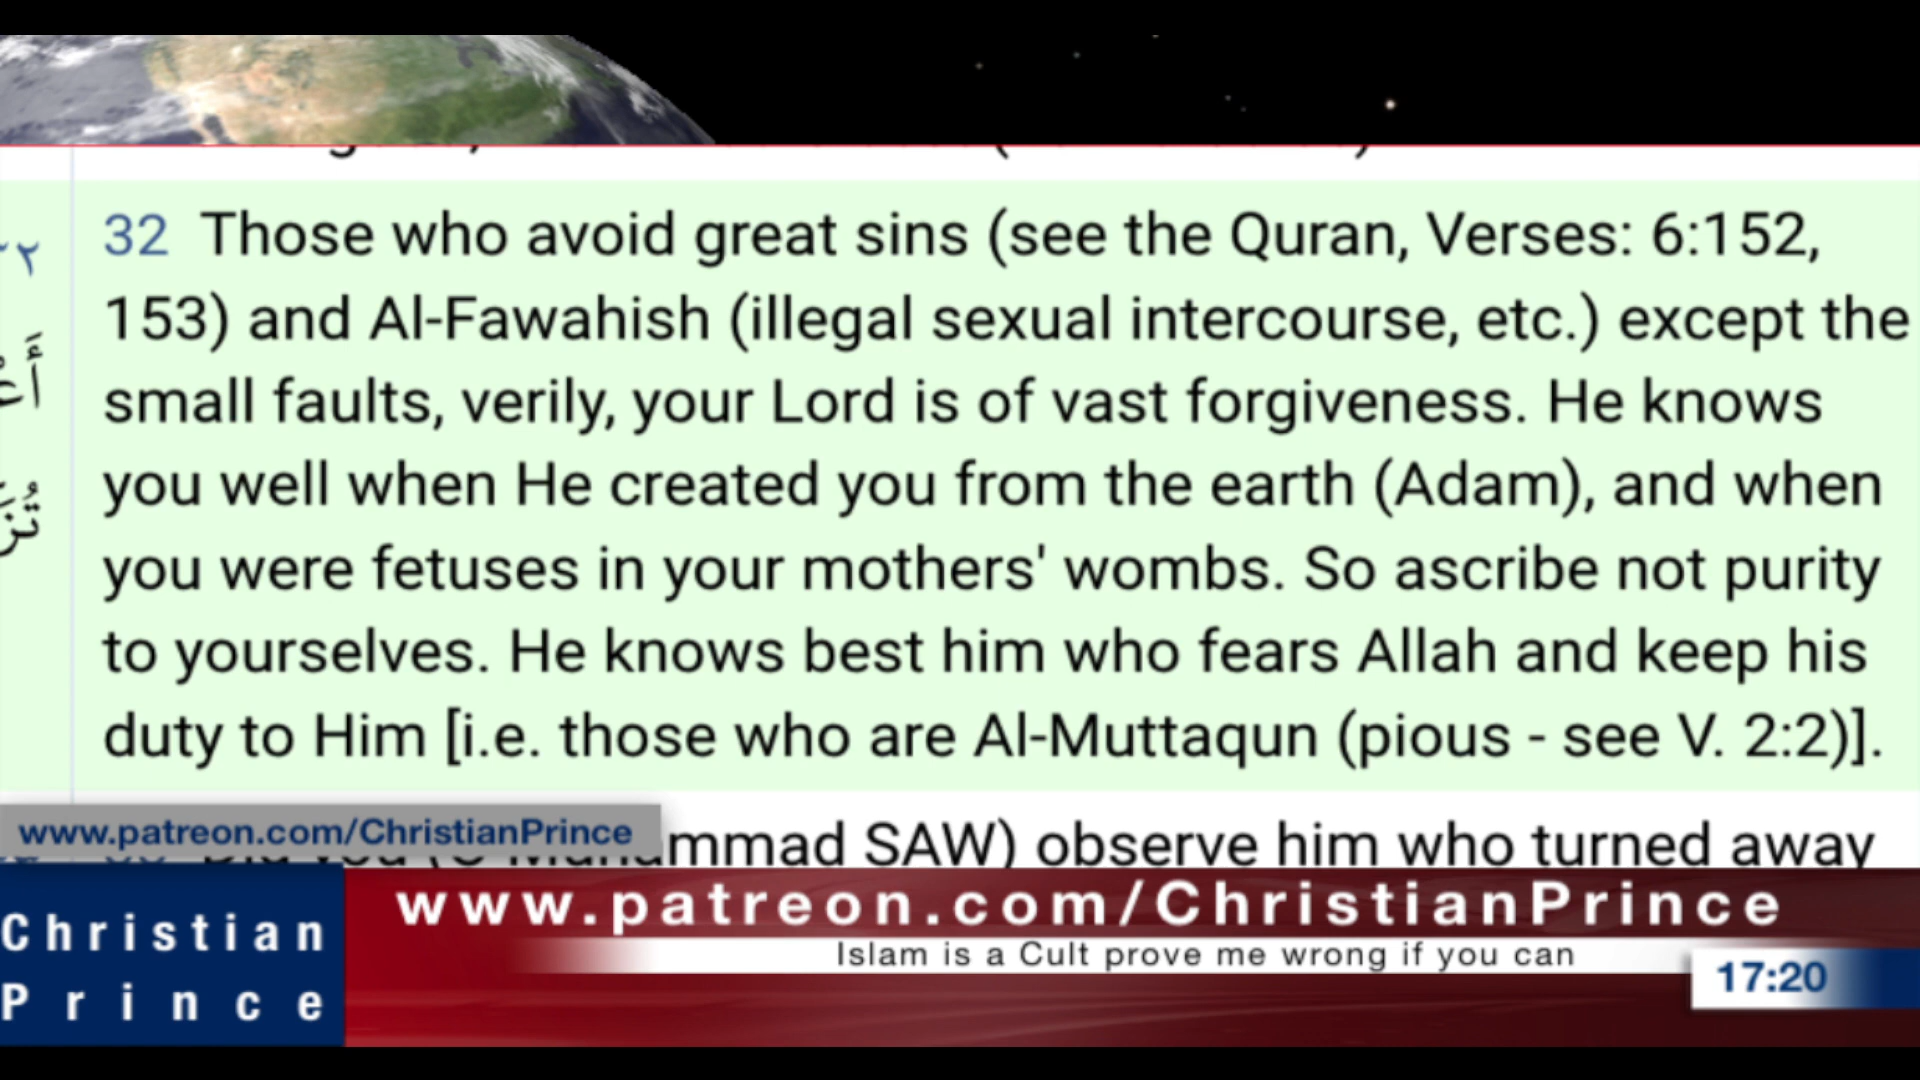 32 Those who avoid great sins (see the Quran, Verses: 6:152,
153) and Al-Fawahish (illegal sexual intercourse, etc.) except the
small faults, verily, your Lord is of vast forgiveness. He knows
you well when He created you from the earth (Adam), and when
you were fetuses in your mothers' wombs. So ascribe not purity
to yourselves. He knows best him who fears Allah and keep his
duty to Him [i.e. those who are Al-Muttaqun (pious - see V. 2:2)].
www.patreon.com/ChristianPrince
ammad SAW) observe him who turned away
Christian
Prince
www.patreon.com/ChristianPrince
Islam is a Cult prove me wrong if you can
17:20